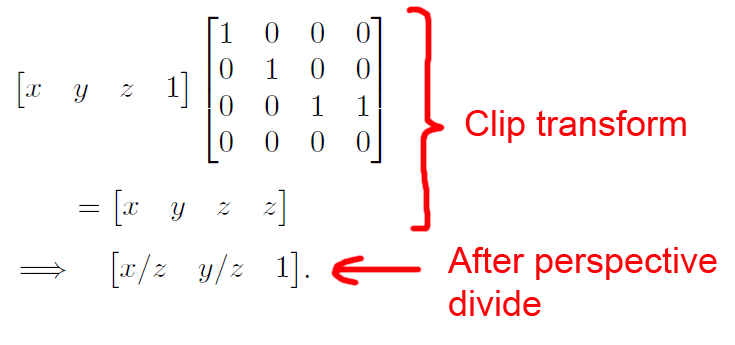 [x y z 1] [1 0 0 0
0 1 0 0
0 0 1 1
0 0 0 0]
Clip transform
= [x y z z]
⟹ [x/z y/z 1].
After perspective
divide